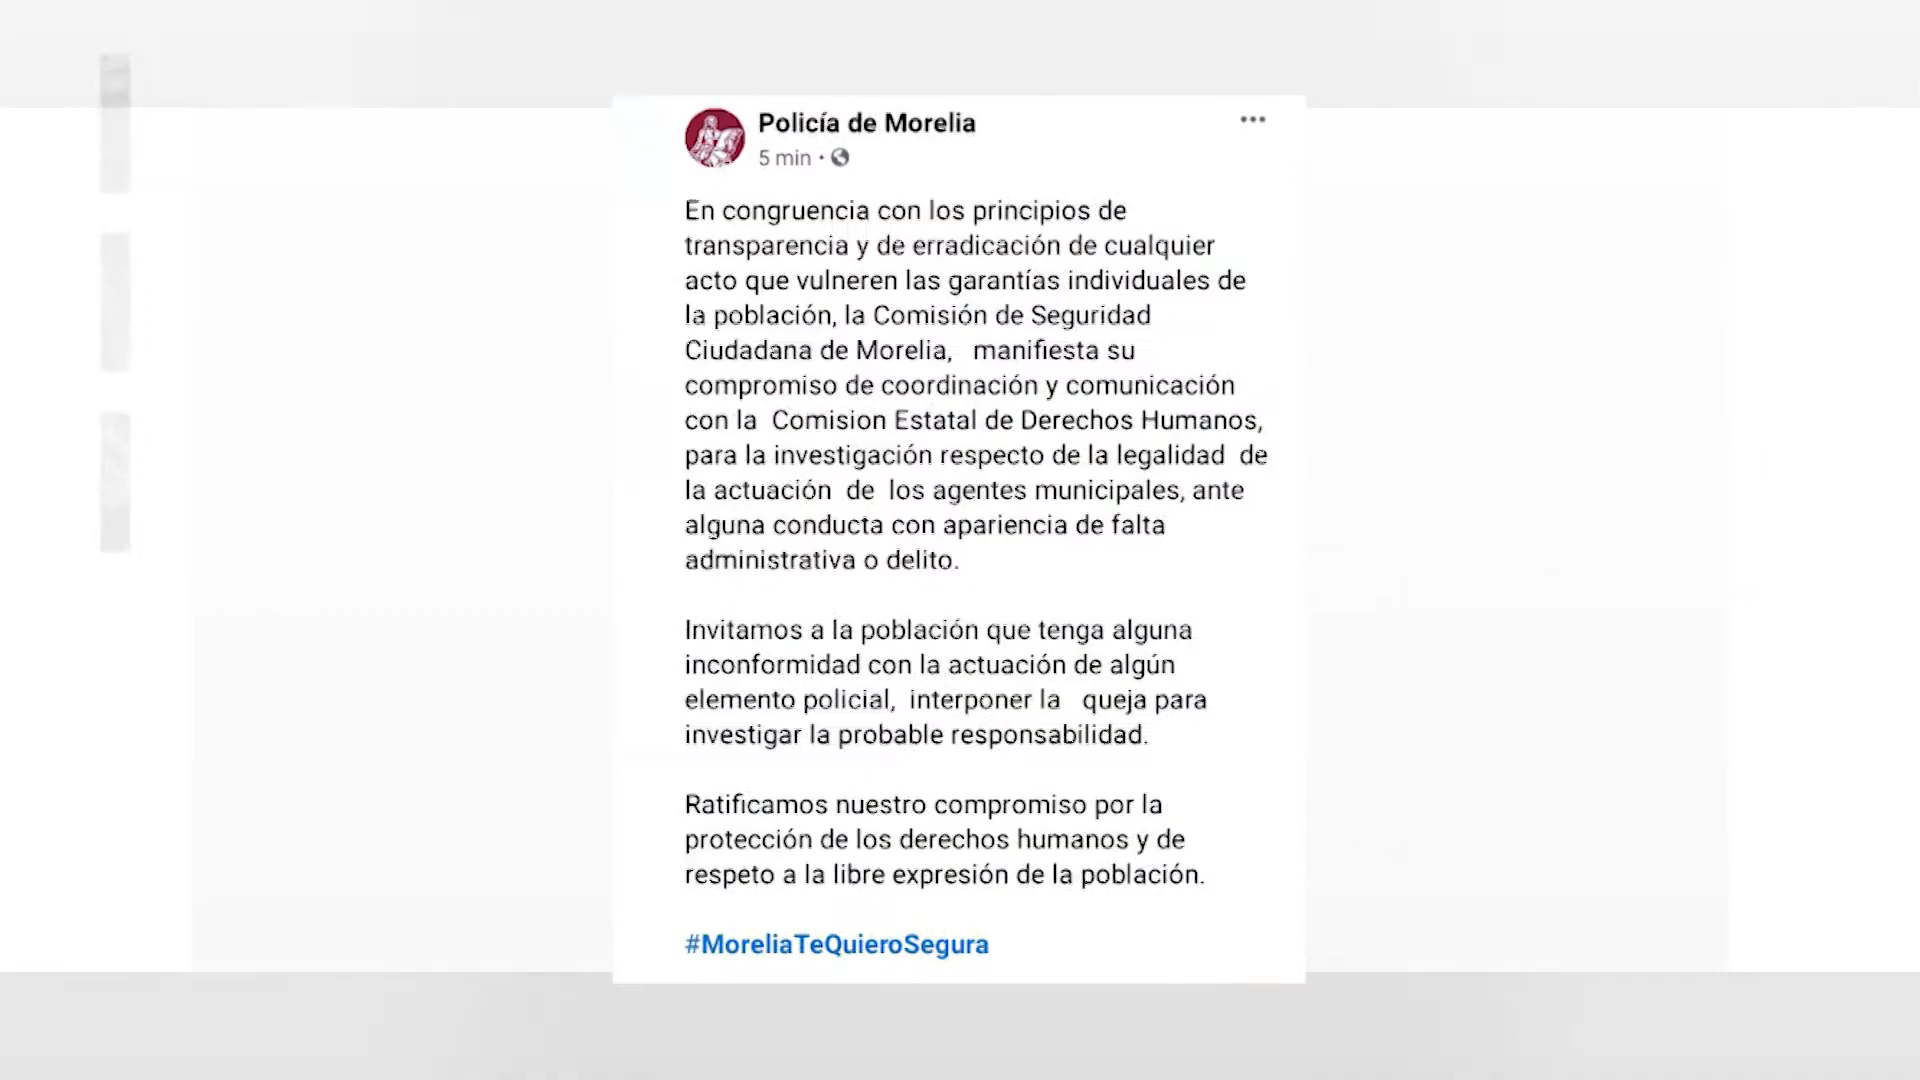 Policía de Morelia
5 min ·
En congruencia con los principios de
transparencia y de erradicación de cualquier
acto que vulneren las garantías individuales de
la población, la Comisión de Seguridad
Ciudadana de Morelia, manifiesta su
compromiso de coordinación y comunicación
con la Comision Estatal de Derechos Humanos,
para la investigación respecto de la legalidad de
la actuación de los agentes municipales, ante
alguna conducta con apariencia de falta
administrativa o delito.
Invitamos a la población que tenga alguna
inconformidad con la actuación de algún
elemento policial, interponer la queja para
investigar la probable responsabilidad.
Ratificamos nuestro compromiso por la
protección de los derechos humanos y de
respeto a la libre expresión de la población.
#MoreliaTeQuieroSegura